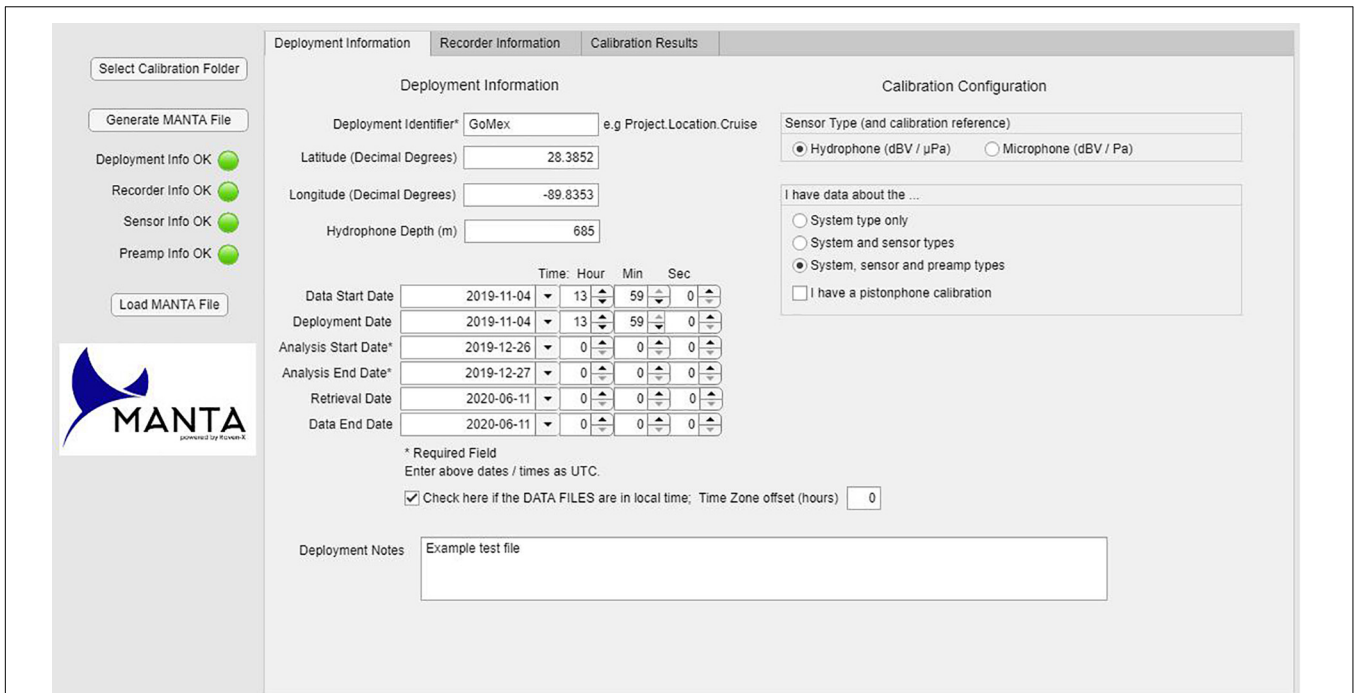 Deployment Information Recorder Information Calibration Results
Select Calibration Folder
Generate MANTA File
Deployment Info OK
Recorder Info OK
Sensor Info OK
Preamp Info OK
Load MANTA File
MANTA
powered by Raven-X
Deployment Information
Deployment Identifier* GoMex e.g Project.Location.Cruise
Latitude (Decimal Degrees) 28.3852
Longitude (Decimal Degrees) -89.8353
Hydrophone Depth (m) 685
Time: Hour Min Sec
Data Start Date 2019-11-04 13 59 0
Deployment Date 2019-11-04 13 59 0
Analysis Start Date* 2019-12-26 0 0 0
Analysis End Date* 2019-12-27 0 0 0
Retrieval Date 2020-06-11 0 0 0
Data End Date 2020-06-11 0 0 0
* Required Field
Enter above dates / times as UTC.
Check here if the DATA FILES are in local time; Time Zone offset (hours) 0
Deployment Notes Example test file
Calibration Configuration
Sensor Type (and calibration reference)
Hydrophone (dBV / µPa) Microphone (dBV / Pa)
I have data about the ...
System type only
System and sensor types
System, sensor and preamp types
I have a pistonphone calibration